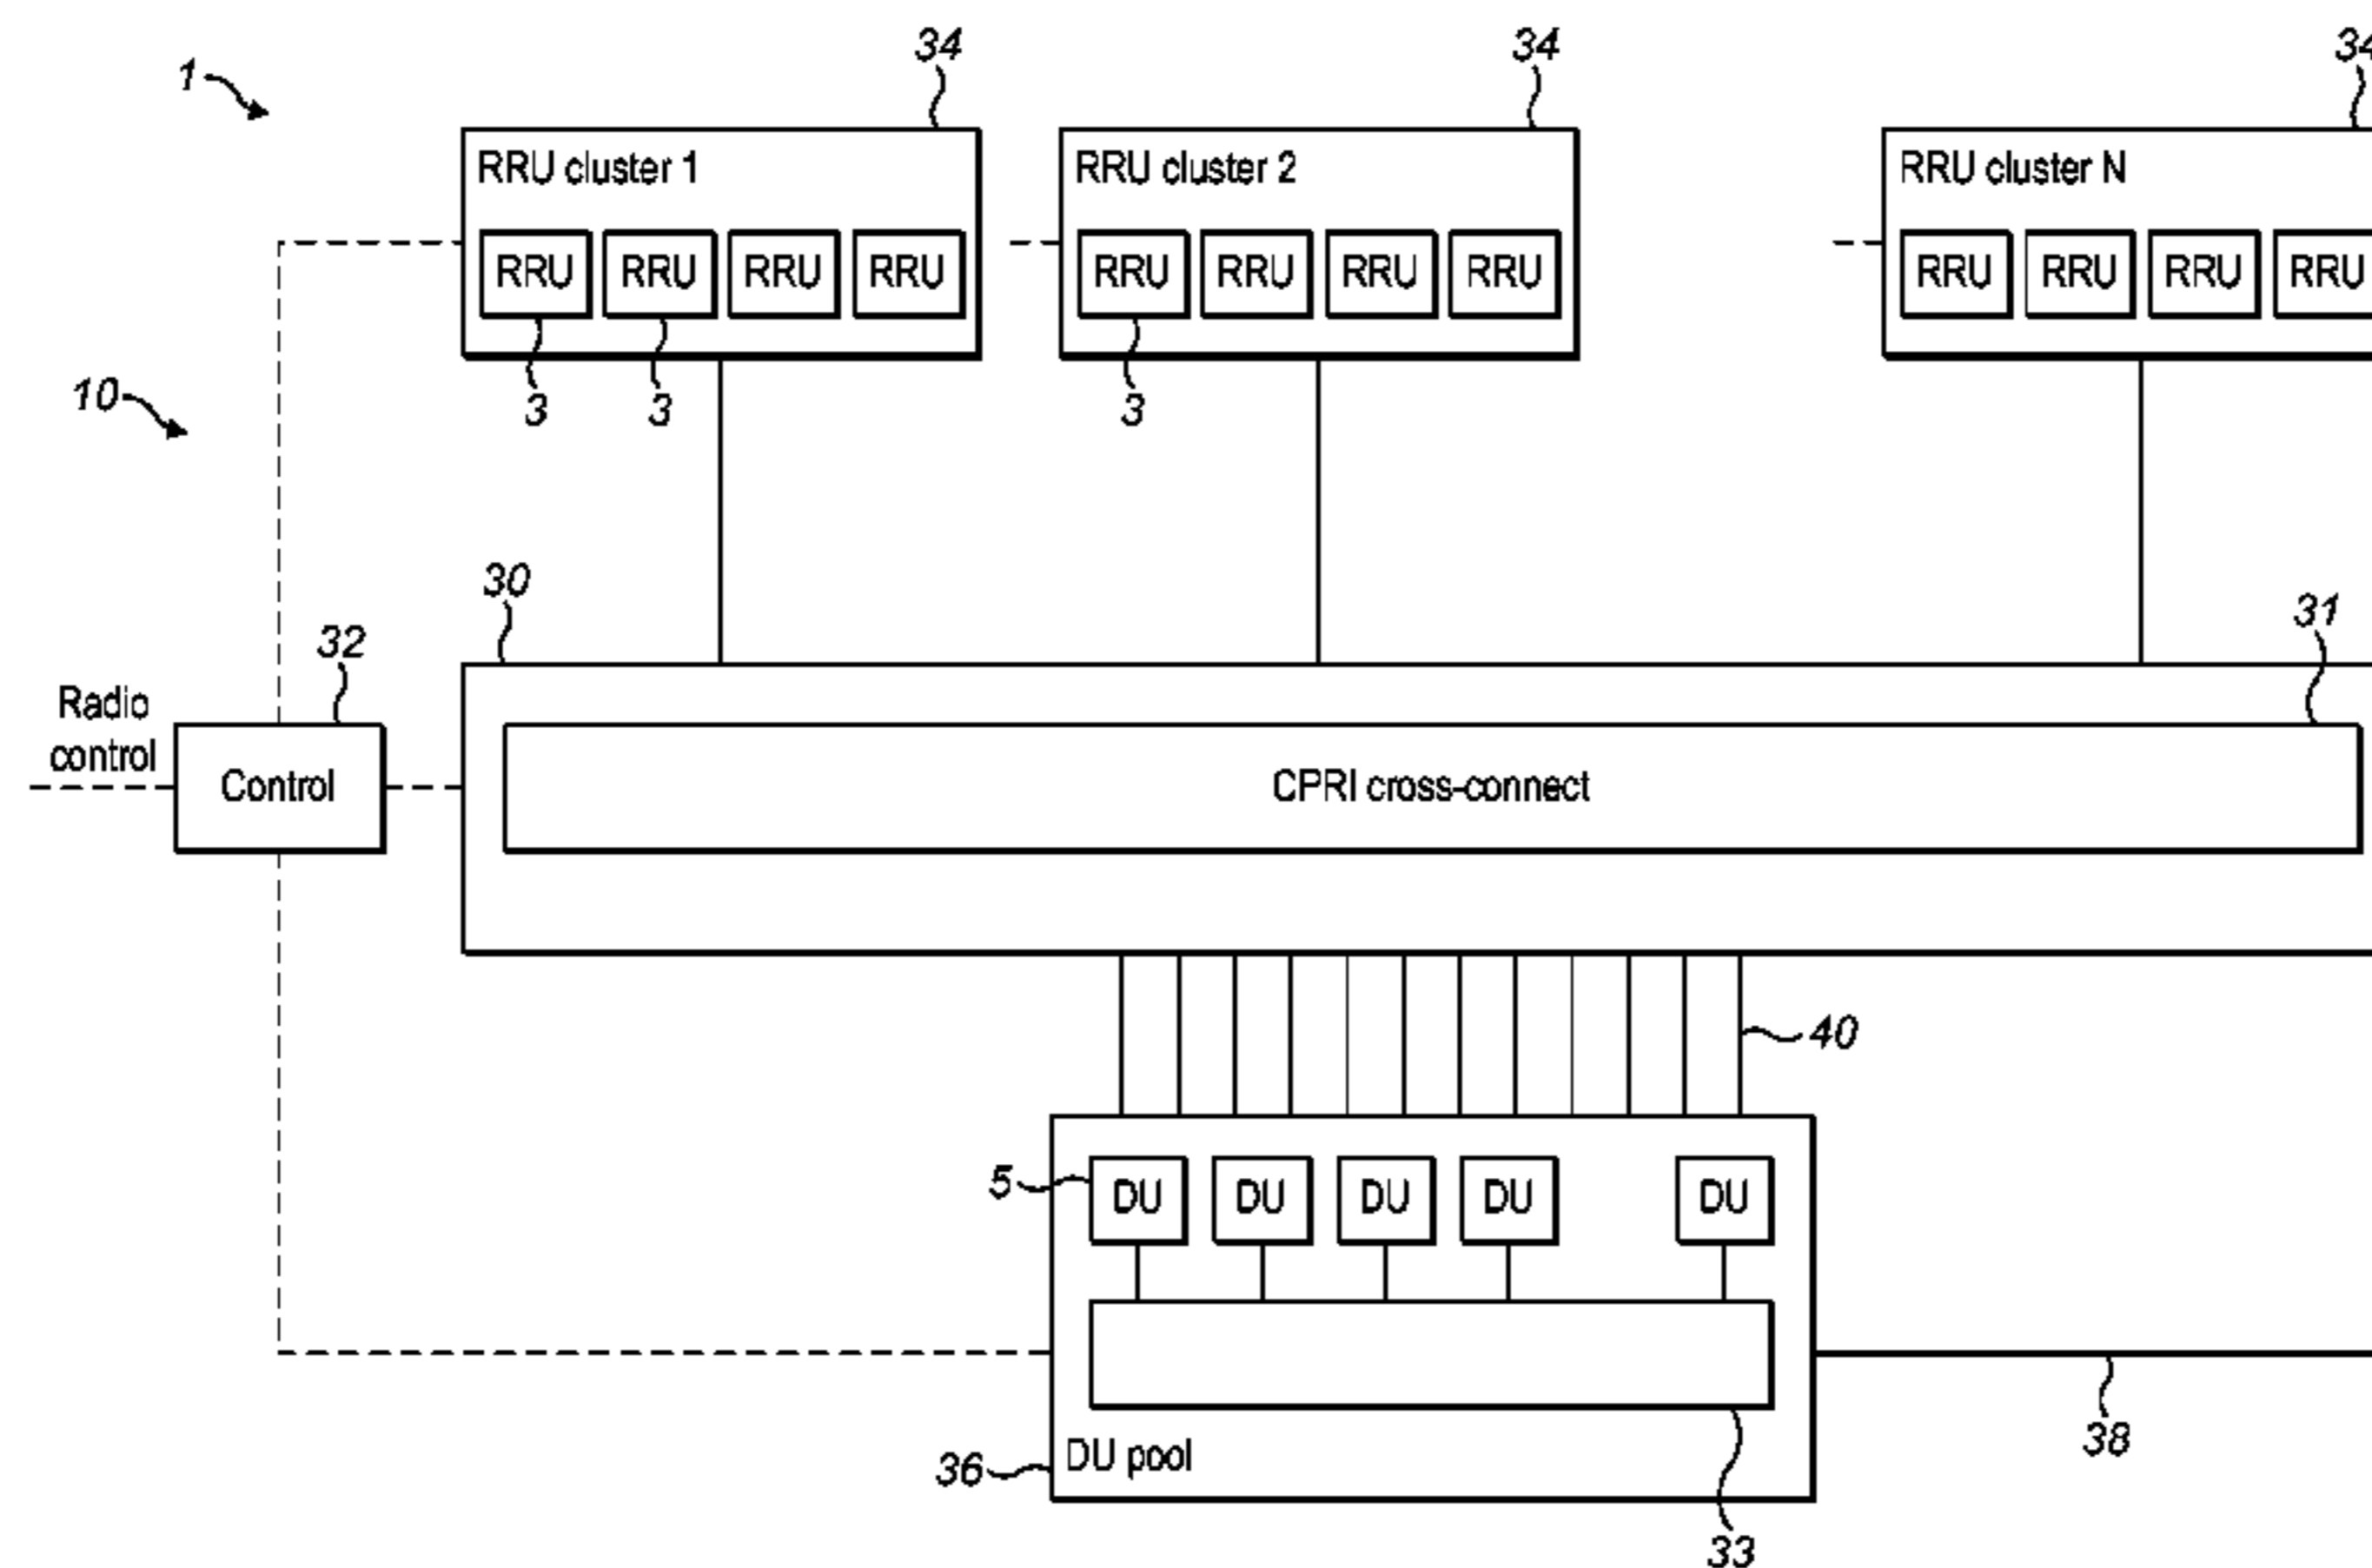 1
34
34
34
RRU cluster 1
RRU cluster 2
RRU cluster N
RRU RRU RRU RRU
RRU RRU RRU RRU
RRU RRU RRU RRU
3
3
3
10
30
31
32
Radio
control
Control
CPRI cross-connect
40
5
DU DU DU DU DU
36
DU pool
38
33